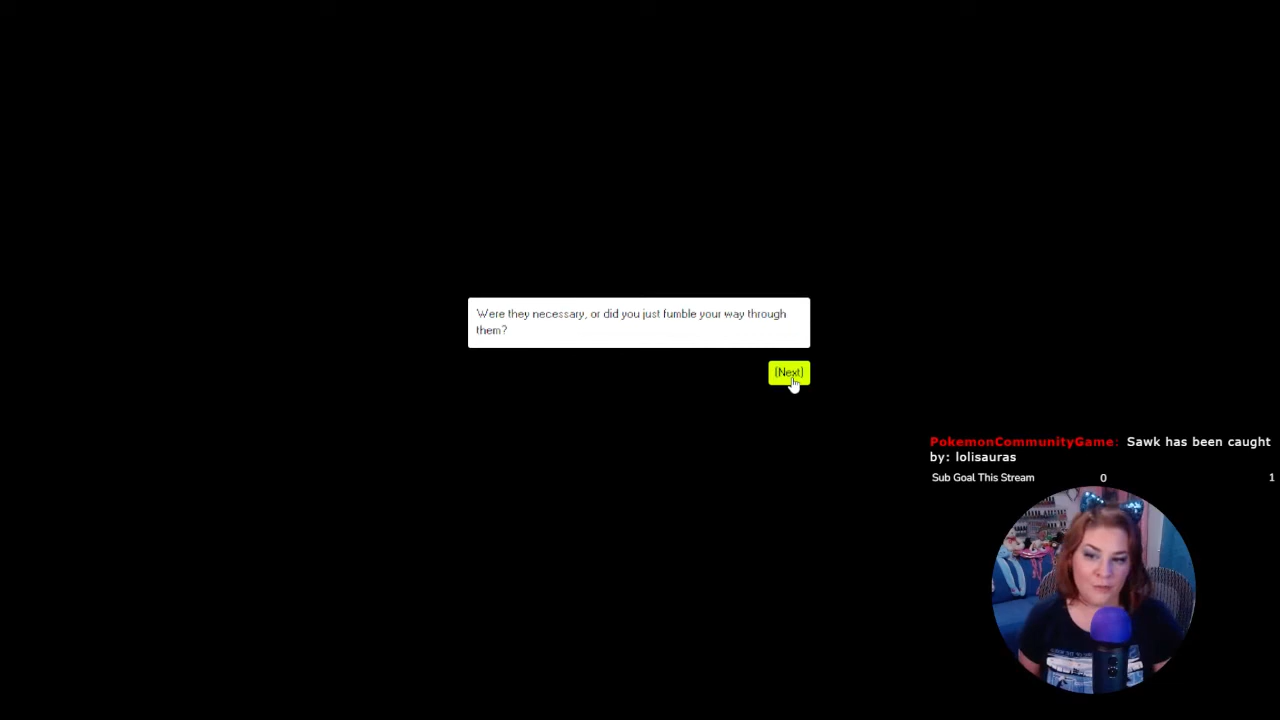 Were they necessary, or did you just fumble your way through
them?
[Next]
PokemonCommunityGame: Sawk has been caught
by: lolisauras
Sub Goal This Stream 0 1